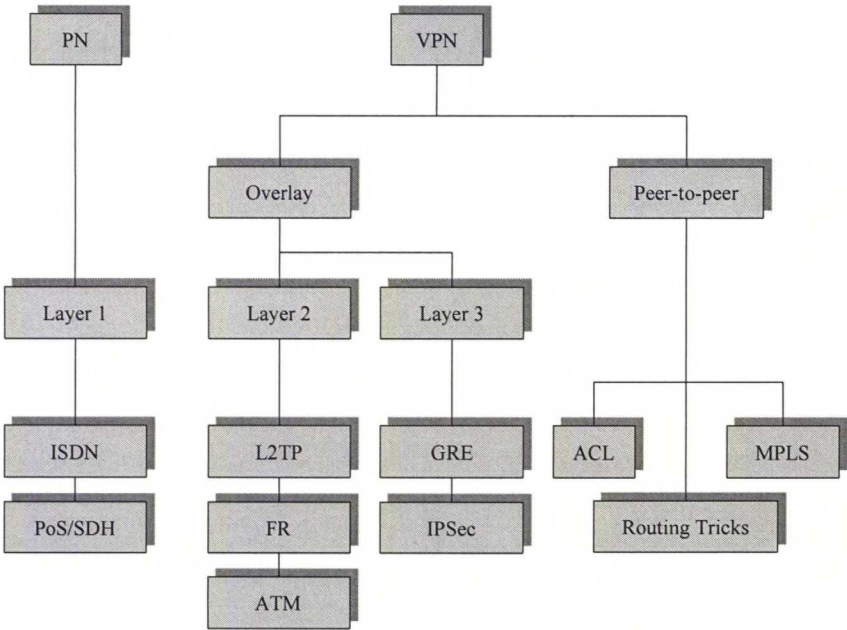 PN
VPN
Overlay
Peer-to-peer
Layer 1
Layer 2
Layer 3
ISDN
L2TP
GRE
ACL
MPLS
PoS/SDH
FR
IPSec
Routing Tricks
ATM